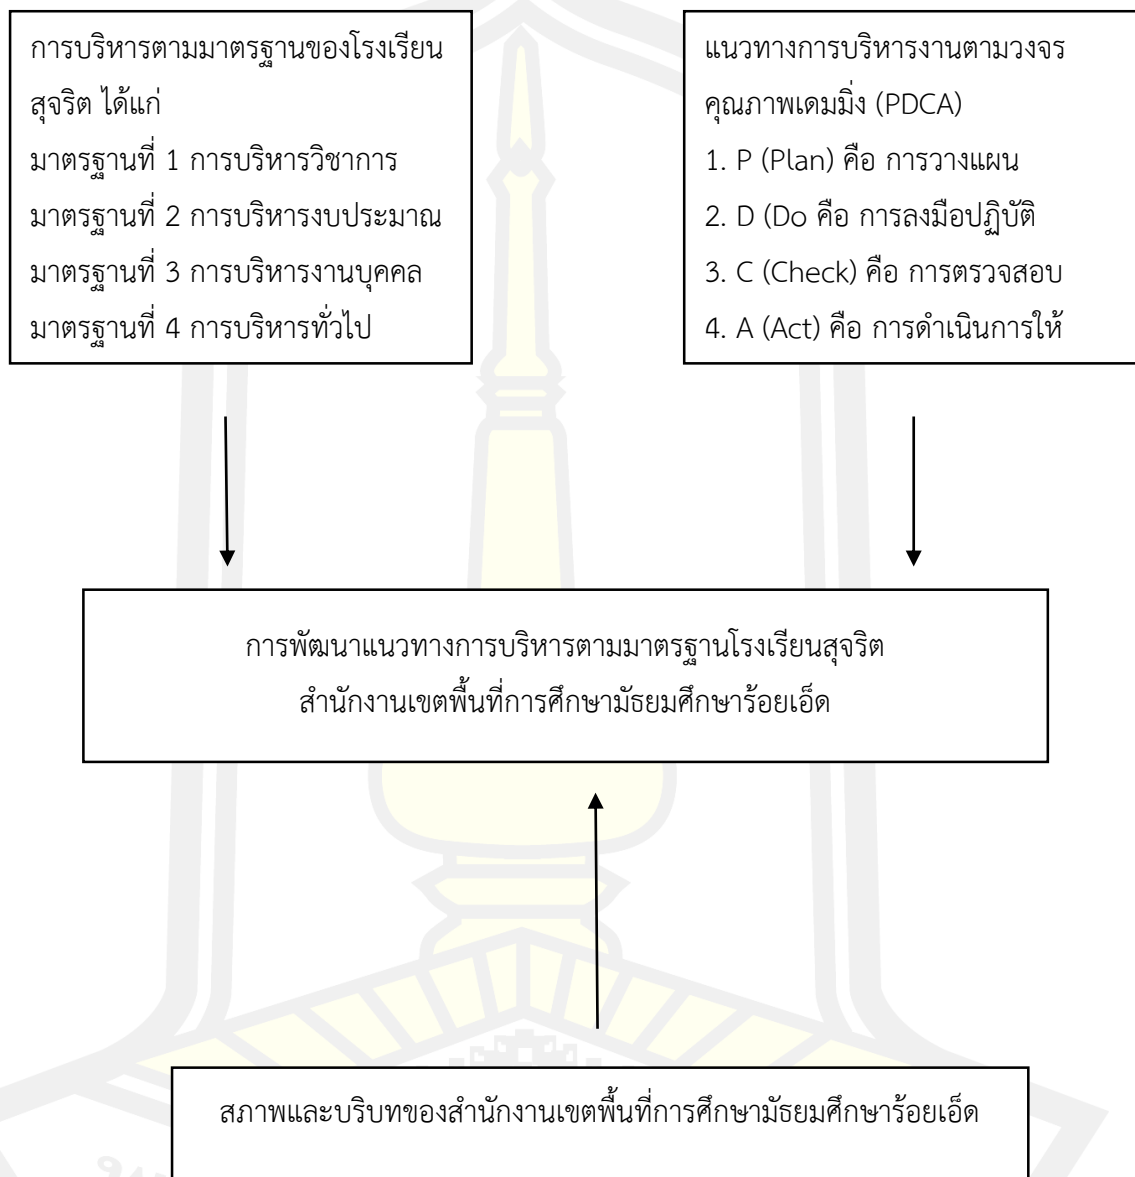 การบริหารตามมาตรฐานของโรงเรียน
สุจริต ได้แก่
มาตรฐานที่ 1 การบริหารวิชาการ
มาตรฐานที่ 2 การบริหารงบประมาณ
มาตรฐานที่ 3 การบริหารงานบุคคล
มาตรฐานที่ 4 การบริหารทั่วไป
แนวทางการบริหารงานตามวงจร
คุณภาพเดมมิ่ง (PDCA)
1. P (Plan) คือ การวางแผน
2. D (Do คือ การลงมือปฏิบัติ
3. C (Check) คือ การตรวจสอบ
4. A (Act) คือ การดำเนินการให้
การพัฒนาแนวทางการบริหารตามมาตรฐานโรงเรียนสุจริต
สำนักงานเขตพื้นที่การศึกษามัธยมศึกษาร้อยเอ็ด
สภาพและบริบทของสำนักงานเขตพื้นที่การศึกษามัธยมศึกษาร้อยเอ็ด